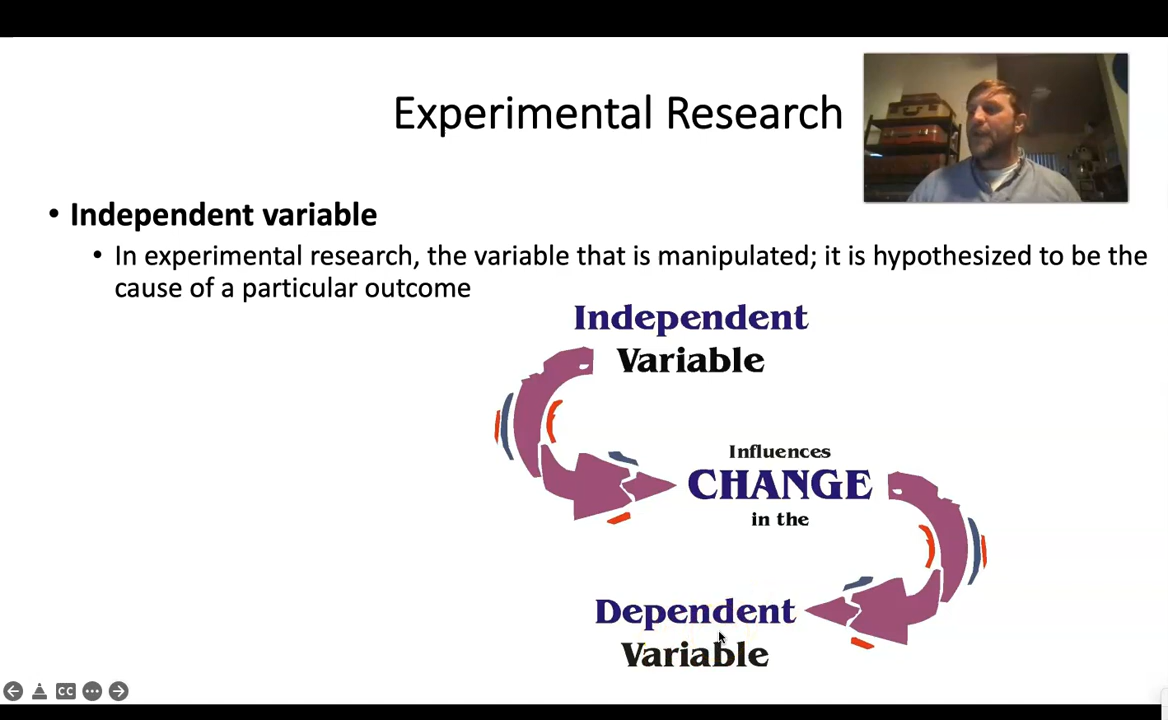 Experimental Research
• Independent variable
• In experimental research, the variable that is manipulated; it is hypothesized to be the
cause of a particular outcome
Independent
Variable
Influences
CHANGE
in the
Dependent
Variable
CC